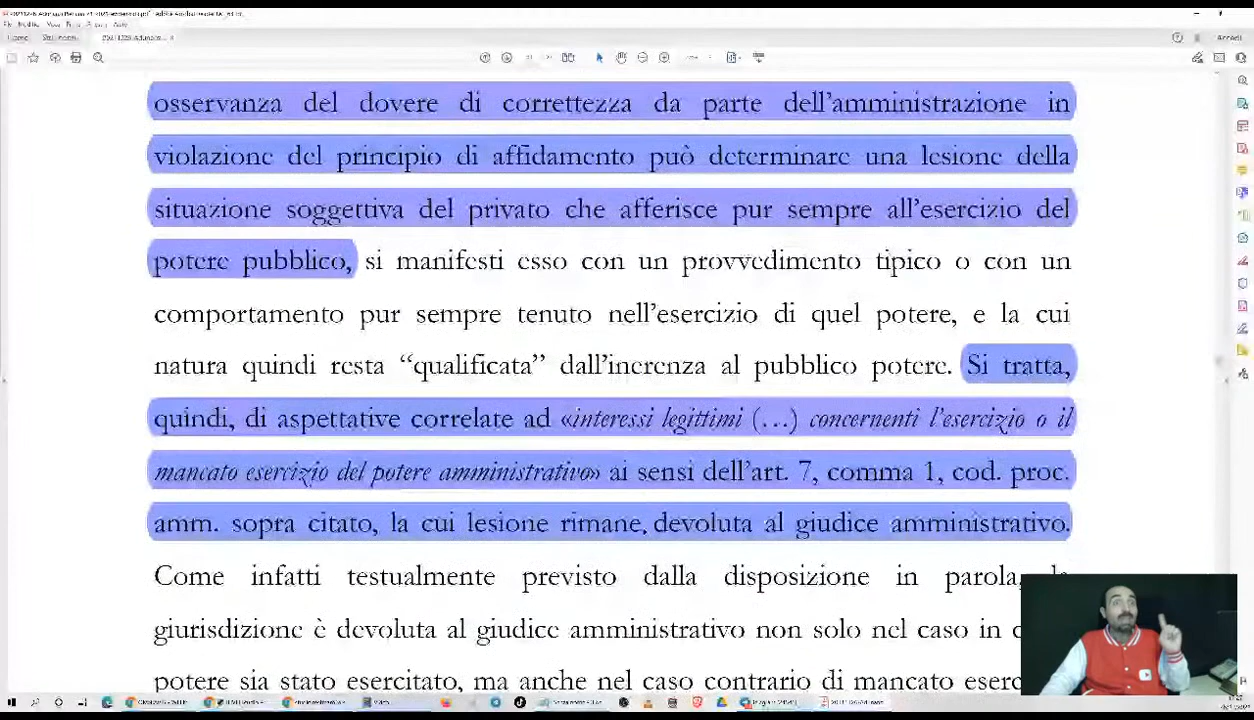 osservanza del dovere di correttezza da parte dell'amministrazione in
violazione del principio di affidamento può determinare una lesione della
situazione soggettiva del privato che afferisce pur sempre all'esercizio del
potere pubblico, si manifesti esso con un provvedimento tipico o con un
comportamento pur sempre tenuto nell'esercizio di quel potere, e la cui
natura quindi resta “qualificata” dall'inerenza al pubblico potere. Si tratta,
quindi, di aspettative correlate ad «interessi legittimi (…) concernenti l'esercizio o il
mancato esercizio del potere amministrativo» ai sensi dell'art. 7, comma 1, cod. proc.
amm. sopra citato, la cui lesione rimane devoluta al giudice amministrativo.
Come infatti testualmente previsto dalla disposizione in parola,
giurisdizione è devoluta al giudice amministrativo non solo nel caso in
potere sia stato esercitato, ma anche nel caso contrario di mancato